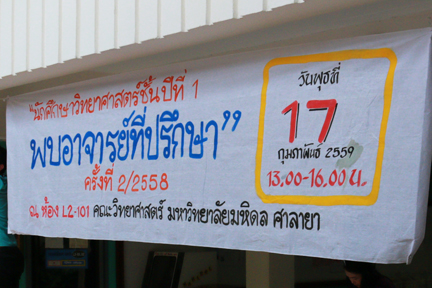 "นักศึกษาวิทยาศาสตร์ชั้นปีที่ 1
พบอาจารย์ที่ปรึกษา"
ครั้งที่ 2/2558
ณ ห้อง L2-101 คณะวิทยาศาสตร์ มหาวิทยาลัยมหิดล ศาลายา
วันพุธที่
17
กุมภาพันธ์ 2559
13.00-16.00 น.